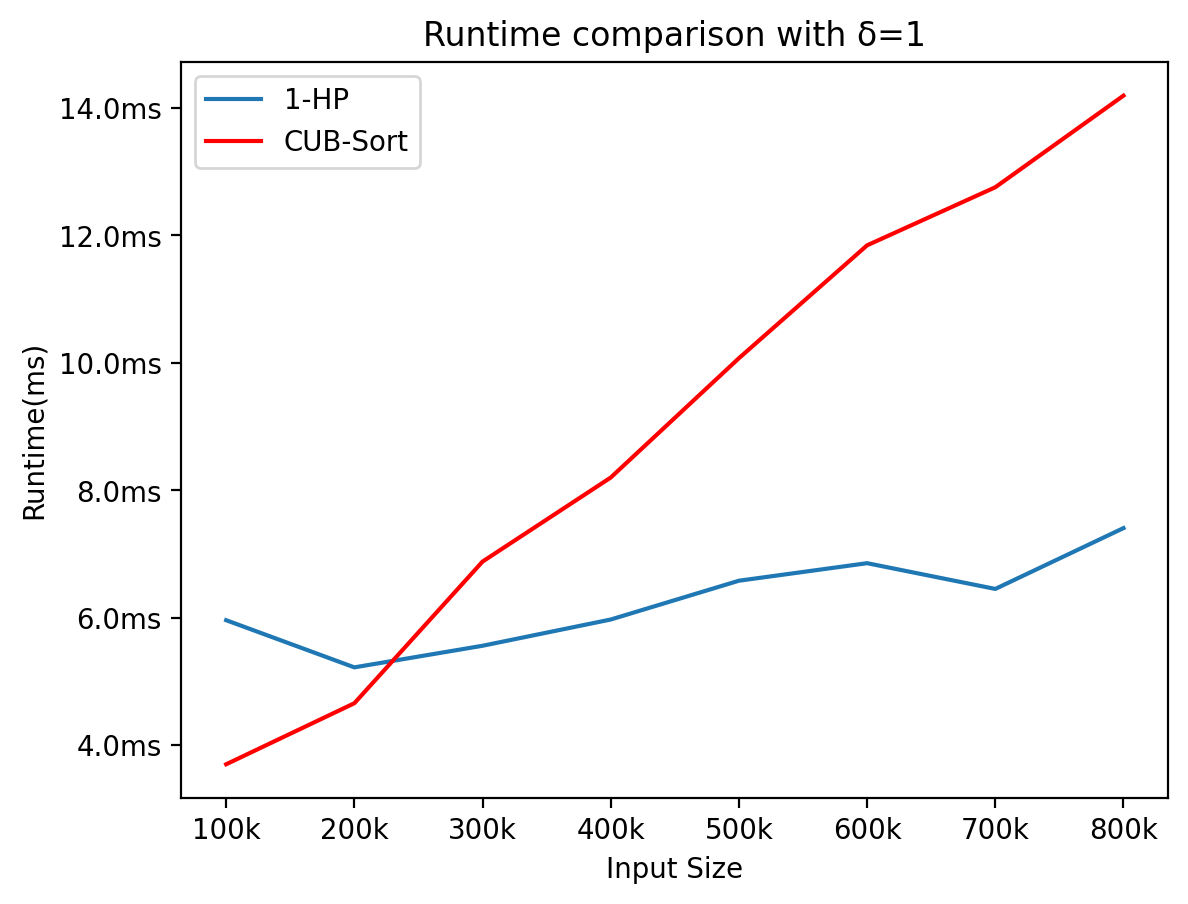 Runtime comparison with δ=1
1-HP
CUB-Sort
14.0ms
12.0ms
10.0ms
8.0ms
6.0ms
4.0ms
Runtime(ms)
100k 200k 300k 400k 500k 600k 700k 800k
Input Size